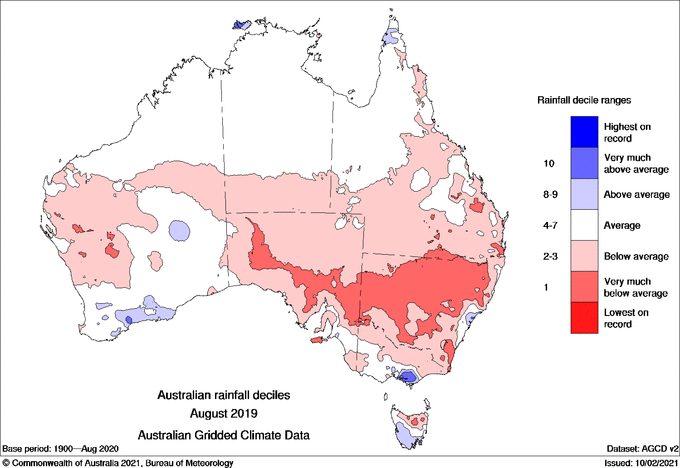 Rainfall decile ranges
Highest on
record
10
Very much
above average
8-9
Above average
4-7
Average
2-3
Below average
1
Very much
below average
Lowest on
record
Australian rainfall deciles
August 2019
Australian Gridded Climate Data
Base period: 1900—Aug 2020
Dataset: AGCD v2
© Commonwealth of Australia 2021, Bureau of Meteorology
Issued: 10/02/2021